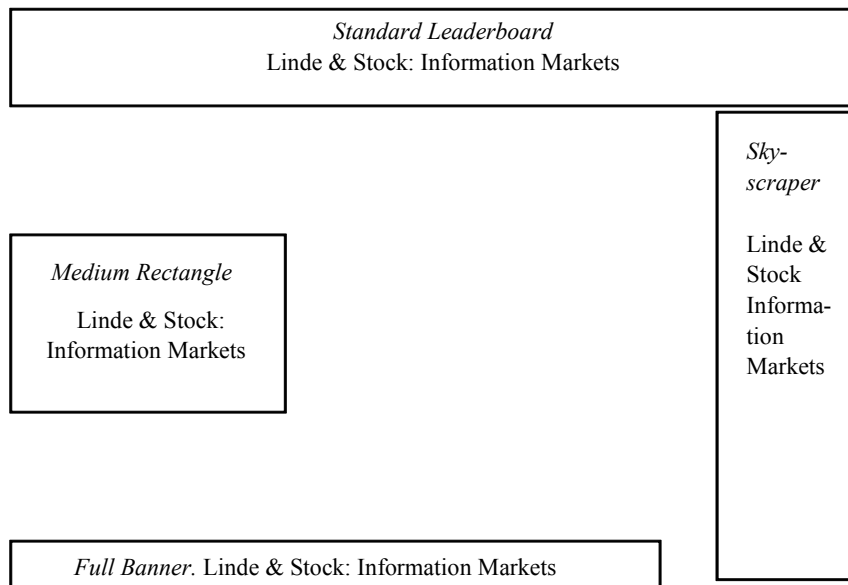 Standard Leaderboard
Linde & Stock: Information Markets
Sky-
scraper
Linde &
Stock
Informa-
tion
Markets
Medium Rectangle
Linde & Stock:
Information Markets
Full Banner. Linde & Stock: Information Markets